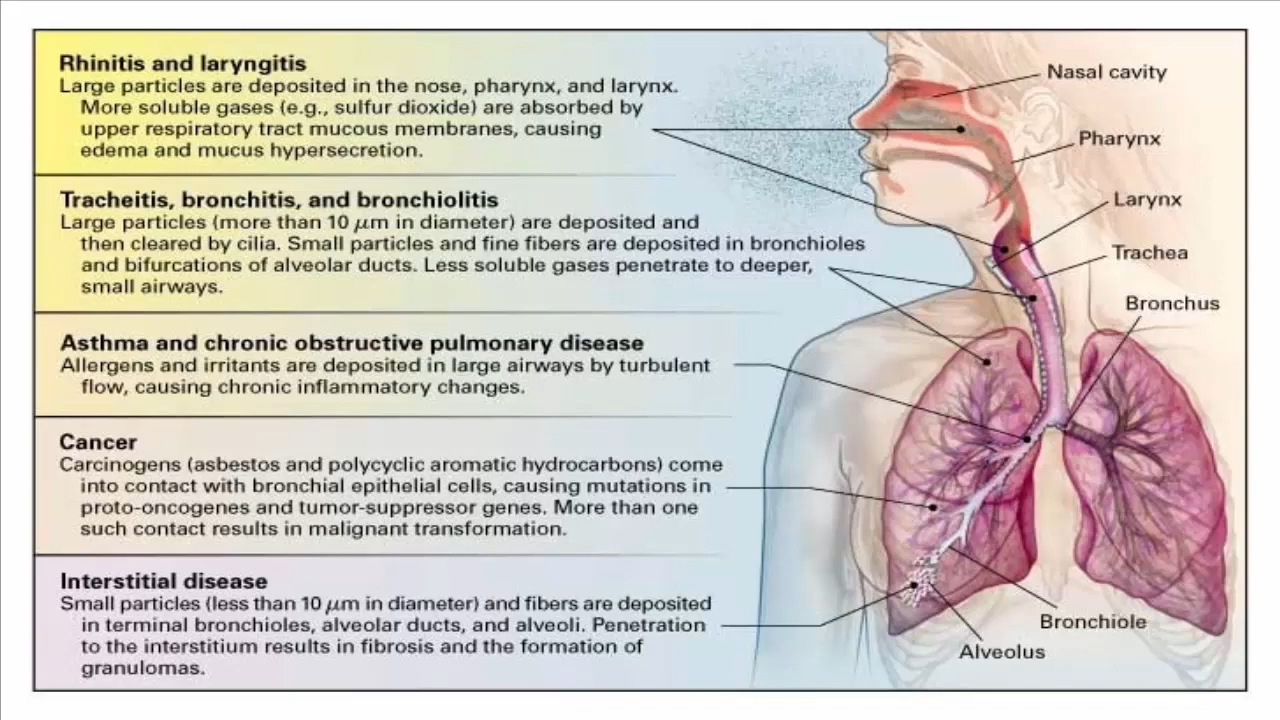 Rhinitis and laryngitis
Large particles are deposited in the nose, pharynx, and larynx.
More soluble gases (e.g., sulfur dioxide) are absorbed by
upper respiratory tract mucous membranes, causing
edema and mucus hypersecretion.
Tracheitis, bronchitis, and bronchiolitis
Large particles (more than 10 μm in diameter) are deposited and
then cleared by cilia. Small particles and fine fibers are deposited in bronchioles
and bifurcations of alveolar ducts. Less soluble gases penetrate to deeper,
small airways.
Asthma and chronic obstructive pulmonary disease
Allergens and irritants are deposited in large airways by turbulent
flow, causing chronic inflammatory changes.
Cancer
Carcinogens (asbestos and polycyclic aromatic hydrocarbons) come
into contact with bronchial epithelial cells, causing mutations in
proto-oncogenes and tumor-suppressor genes. More than one
such contact results in malignant transformation.
Interstitial disease
Small particles (less than 10 μm in diameter) and fibers are deposited
in terminal bronchioles, alveolar ducts, and alveoli. Penetration
to the interstitium results in fibrosis and the formation of
granulomas.
Nasal cavity
Pharynx
Larynx
Trachea
Bronchus
Bronchiole
Alveolus